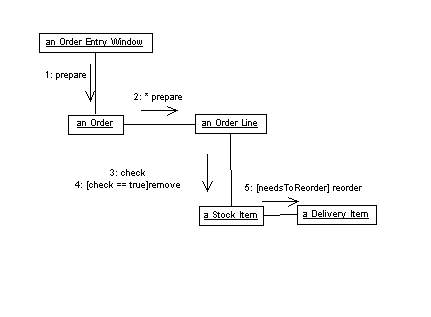 an Order Entry Window
1: prepare
2: * prepare
an Order
an Order Line
3: check
4: [check == true]remove
5: [needsToReorder] reorder
a Stock Item
a Delivery Item